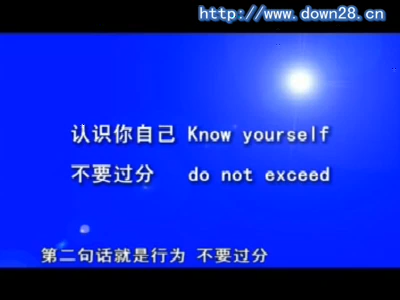 http://www.down28.cn
认识你自己 Know yourself
不要过分 do not exceed
第二句话就是行为 不要过分